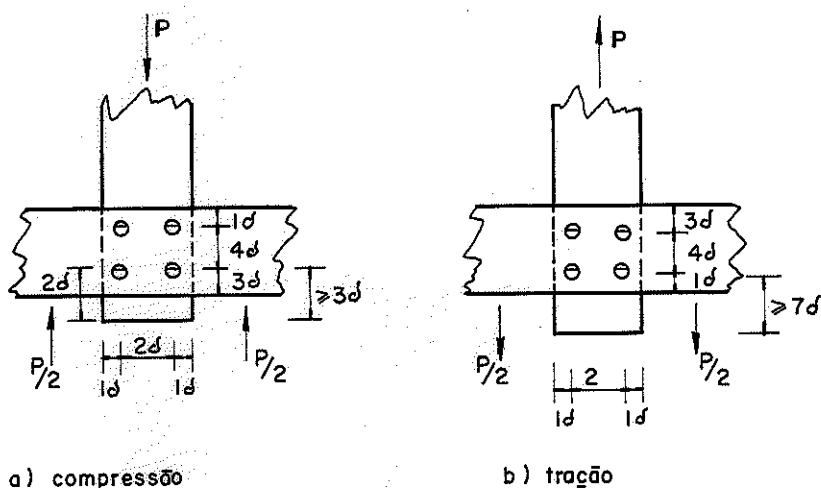 P
P
1d
4d
2d
3d
≥3d
P/2
2d
P/2
1d
1d
3d
4d
1d
≥7d
P/2
2
P/2
1d
1d
a) compressão
b) tração